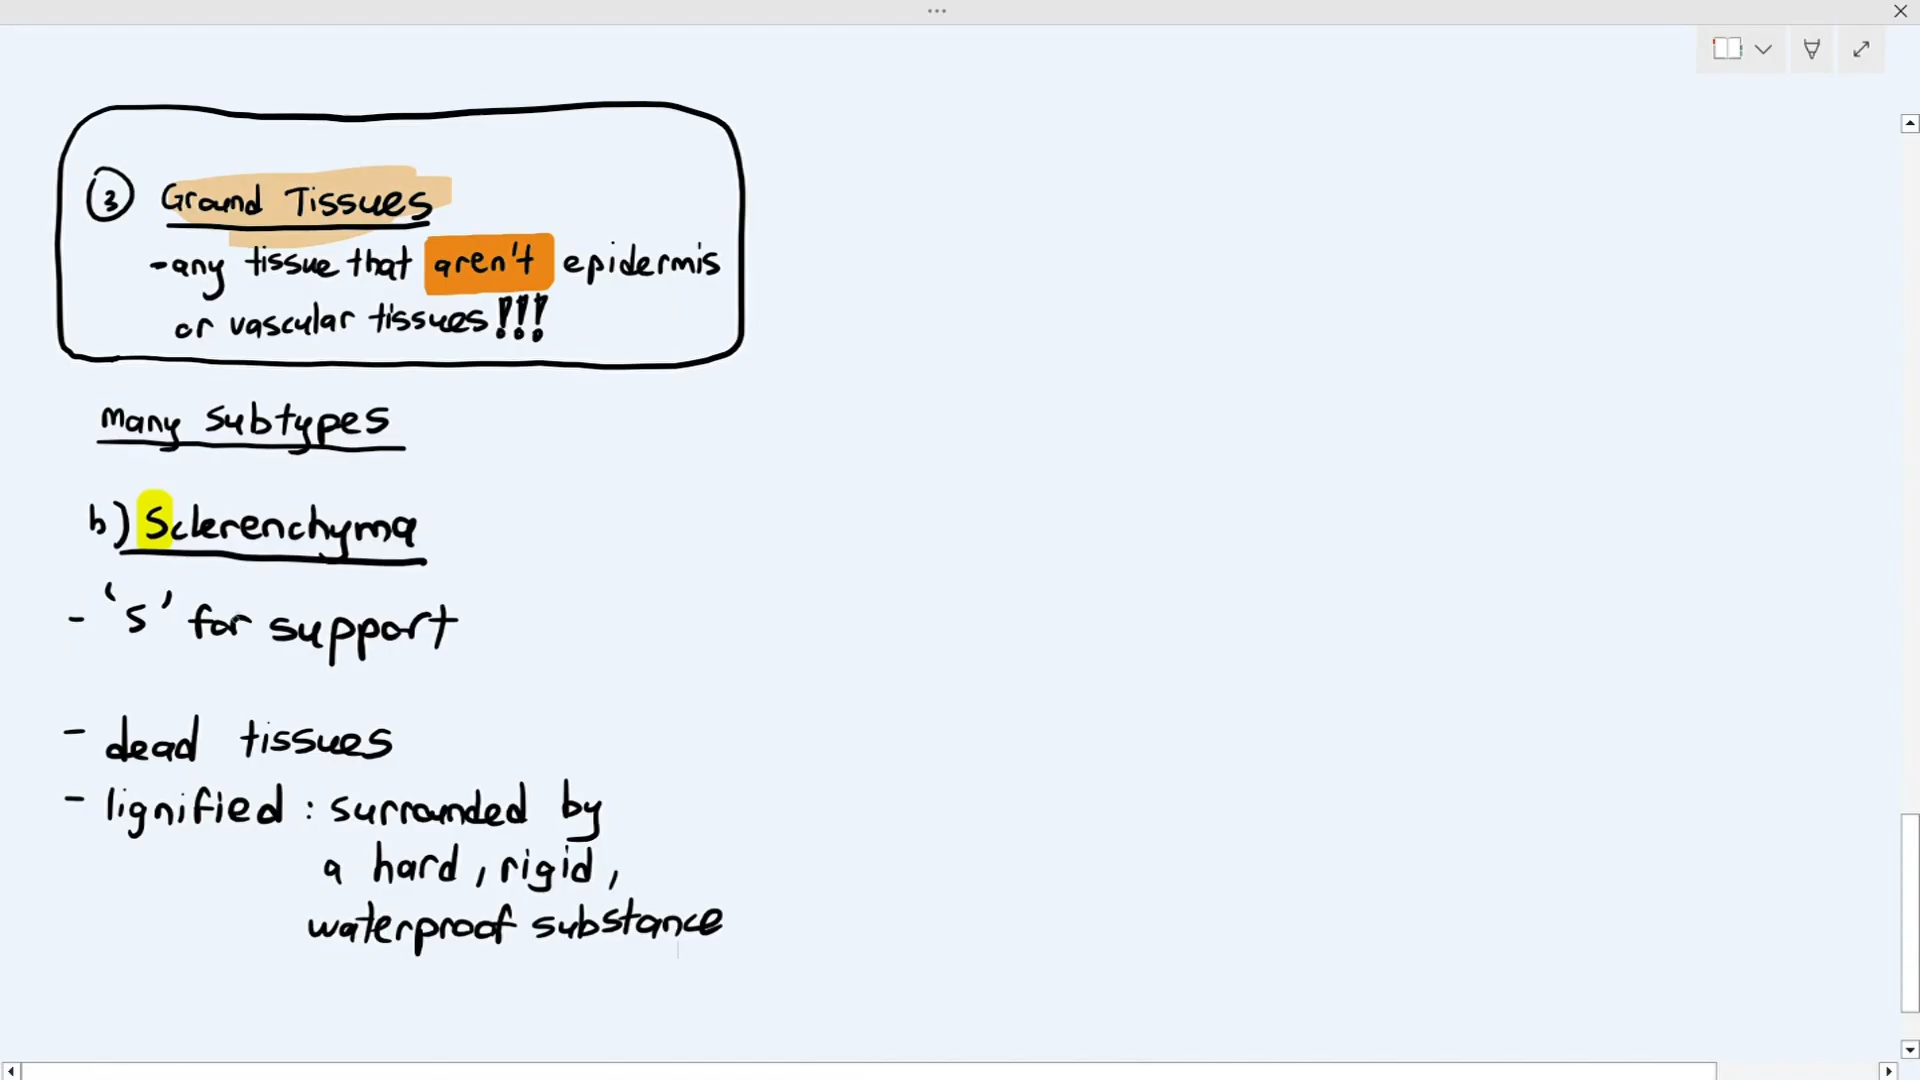 3 Ground Tissues
- any tissue that aren't epidermis
or vascular tissues!!!
Many Subtypes
b) Sclerenchyma
- 'S' for support
- dead tissues
- lignified : surrounded by
a hard, rigid,
waterproof substance